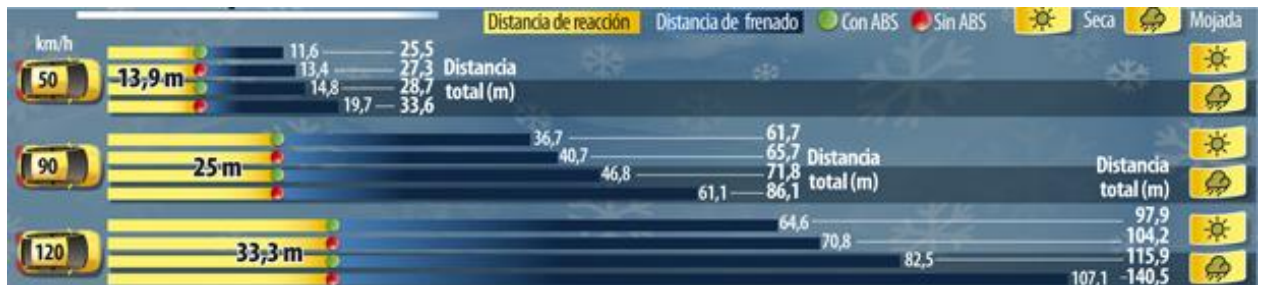 Distancia de reacción Distancia de frenado Con ABS Sin ABS Seca Mojada
km/h
50 13,9 m
11,6 25,5
13,4 27,3
14,8 28,7
19,7 33,6
Distancia
total (m)
90 25 m
36,7 61,7
40,7 65,7
46,8 71,8
61,1 86,1
Distancia
total (m)
Distancia
total (m)
120 33,3 m
64,6 97,9
70,8 104,2
82,5 115,9
107,1 140,5